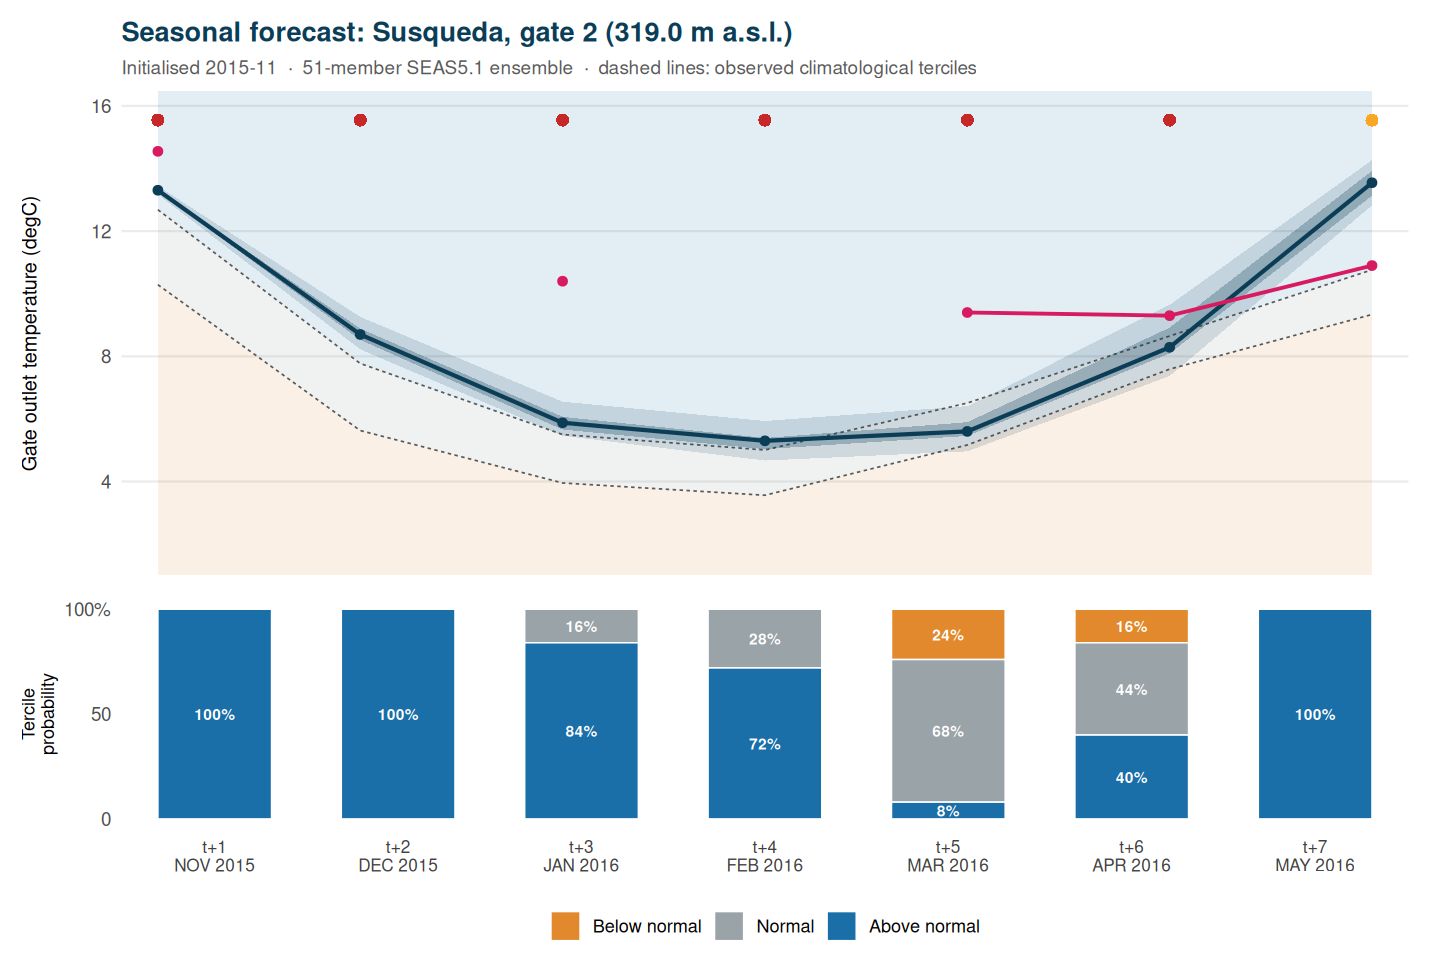 Seasonal forecast: Susqueda, gate 2 (319.0 m a.s.l.)
Initialised 2015-11 · 51-member SEAS5.1 ensemble · dashed lines: observed climatological terciles
Gate outlet temperature (degC)
16
12
8
4
Tercile
probability
100%
50
0
100%
100%
16%
84%
28%
72%
24%
68%
8%
16%
44%
40%
100%
t+1
NOV 2015
t+2
DEC 2015
t+3
JAN 2016
t+4
FEB 2016
t+5
MAR 2016
t+6
APR 2016
t+7
MAY 2016
Below normal
Normal
Above normal